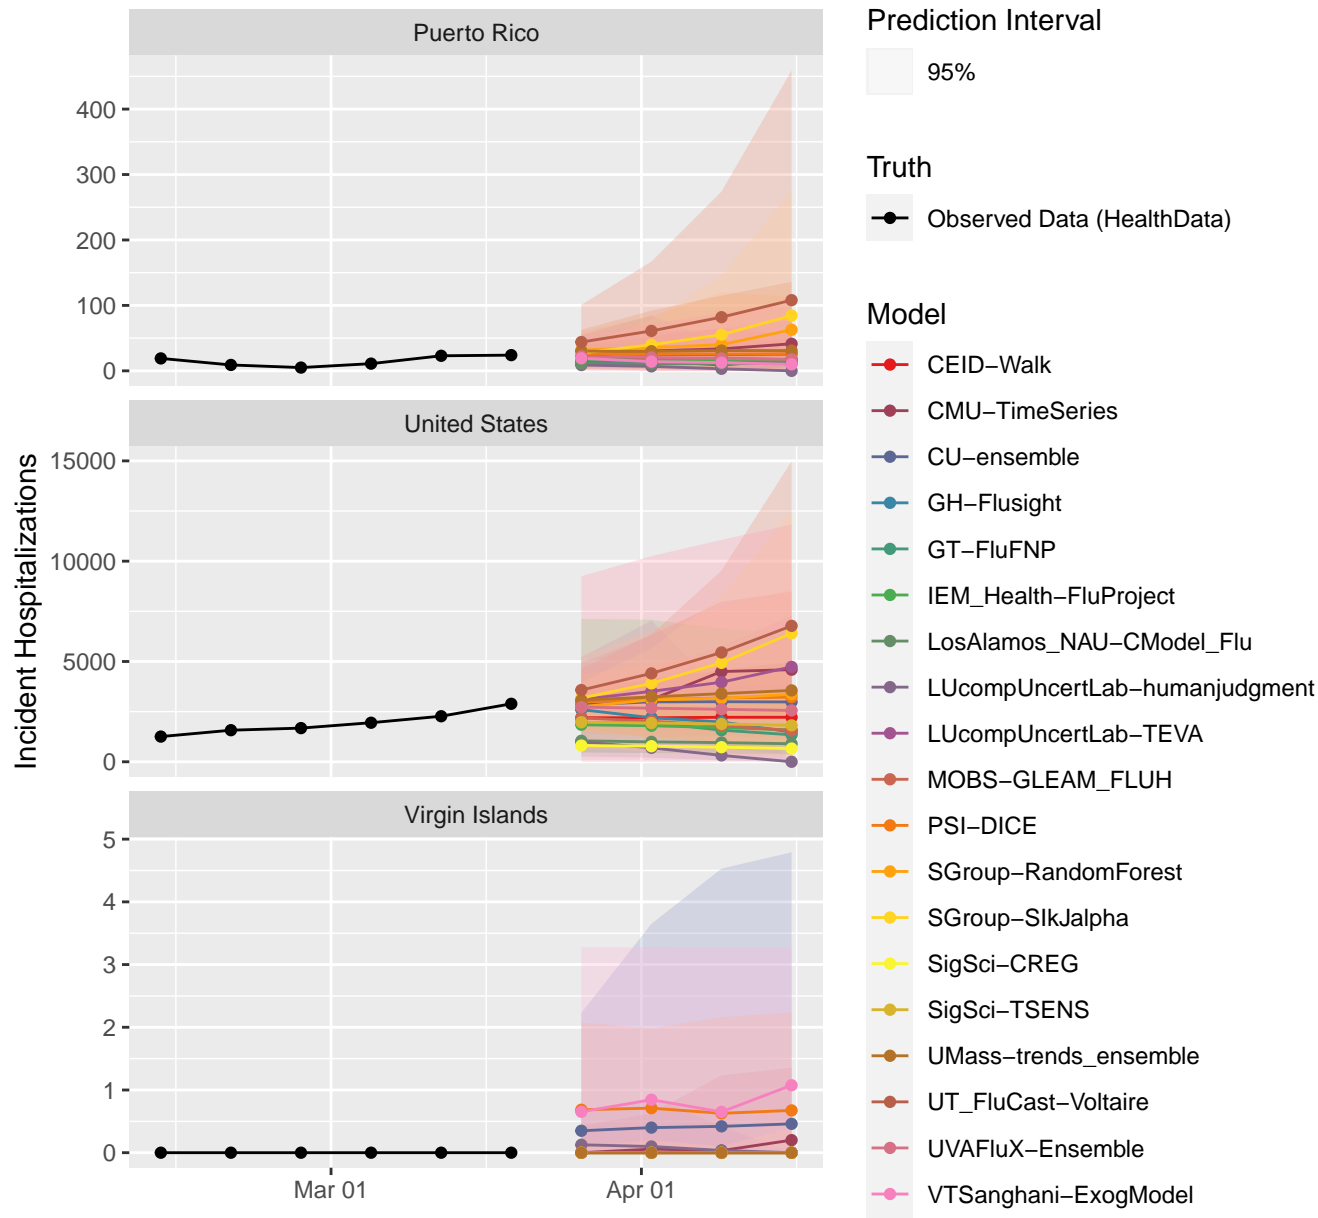 Puerto Rico
400
300
200
100
0
United States
15000
10000
5000
0
Virgin Islands
5
4
3
2
1
0
Mar 01
Apr 01
Incident Hospitalizations
Prediction Interval
95%
Truth
Observed Data (HealthData)
Model
CEID−Walk
CMU−TimeSeries
CU−ensemble
GH−Flusight
GT−FluFNP
IEM_Health−FluProject
LosAlamos_NAU−CModel_Flu
LUcompUncertLab−humanjudgment
LUcompUncertLab−TEVA
MOBS−GLEAM_FLUH
PSI−DICE
SGroup−RandomForest
SGroup−SIkJalpha
SigSci−CREG
SigSci−TSENS
UMass−trends_ensemble
UT_FluCast−Voltaire
UVAFluX−Ensemble
VTSanghani−ExogModel